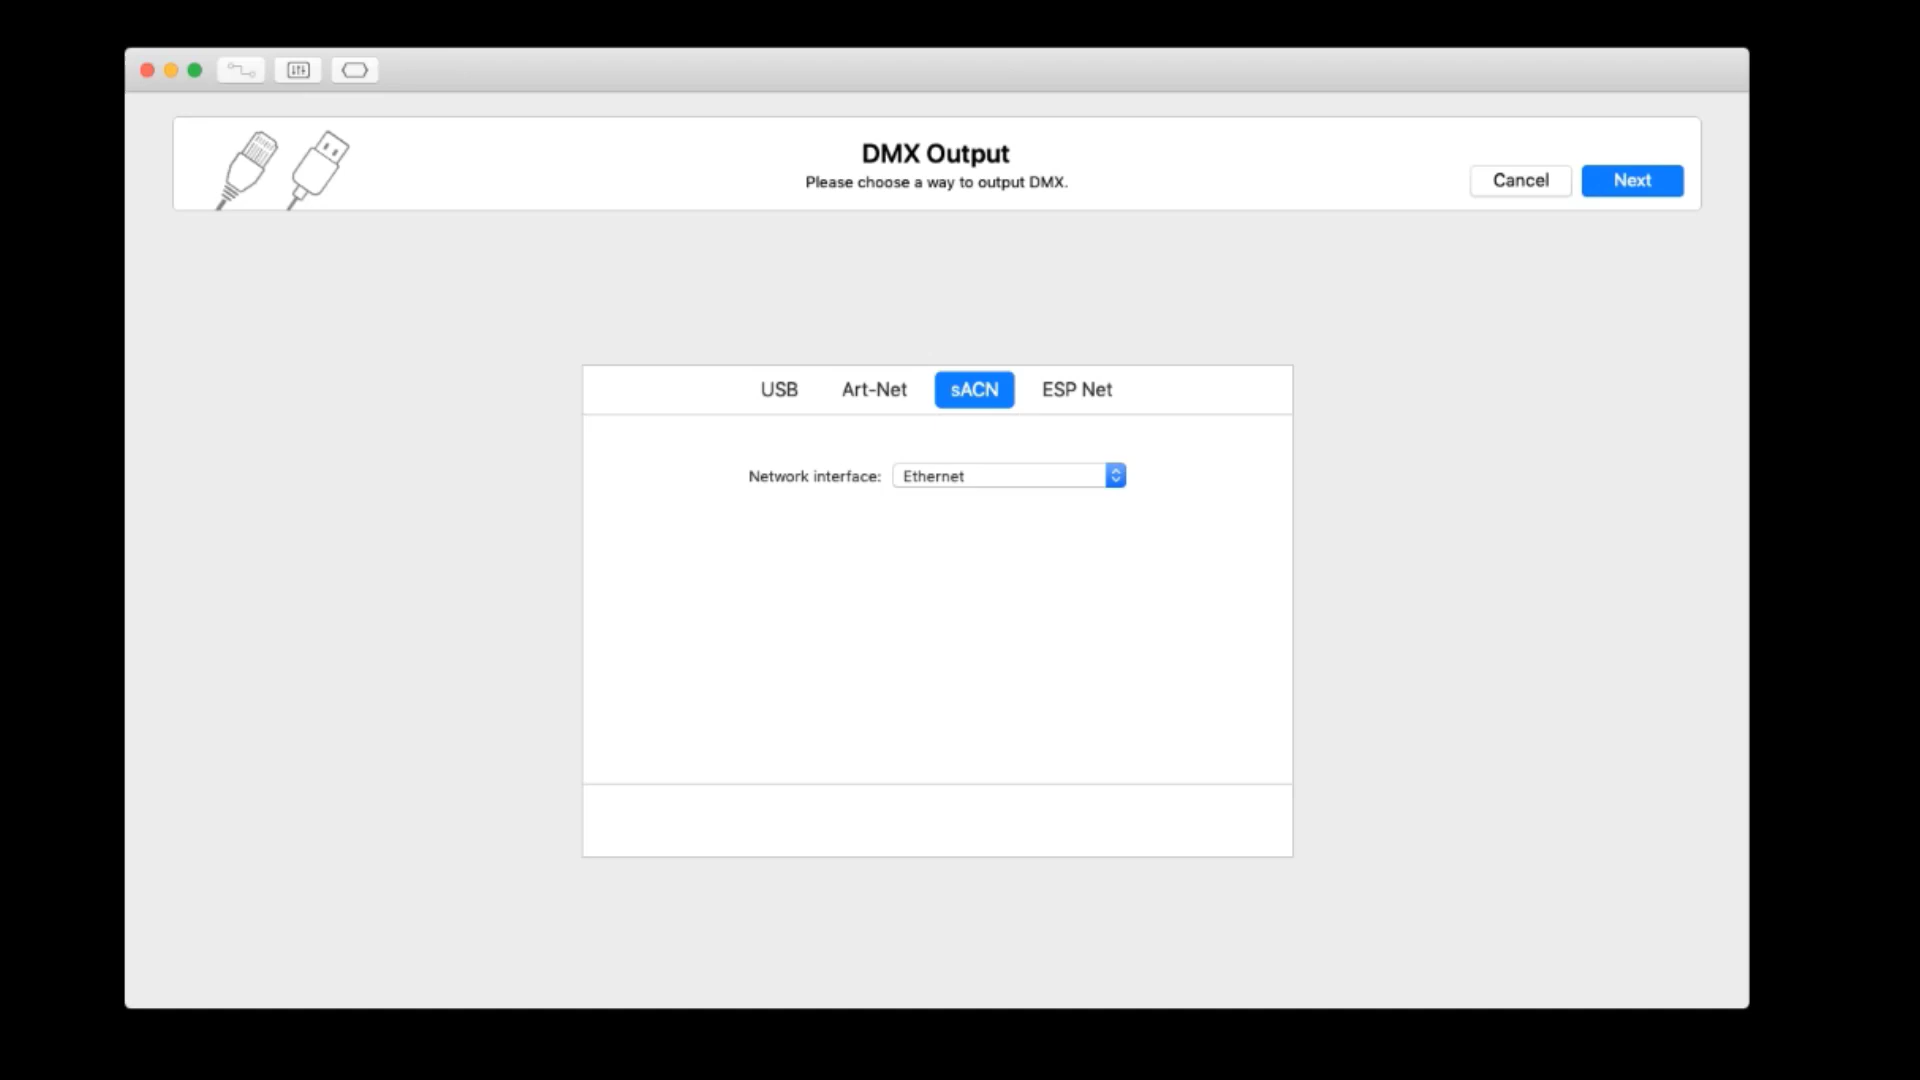 DMX Output
Please choose a way to output DMX.
Cancel
Next
USB
Art-Net
sACN
ESP Net
Network interface:
Ethernet